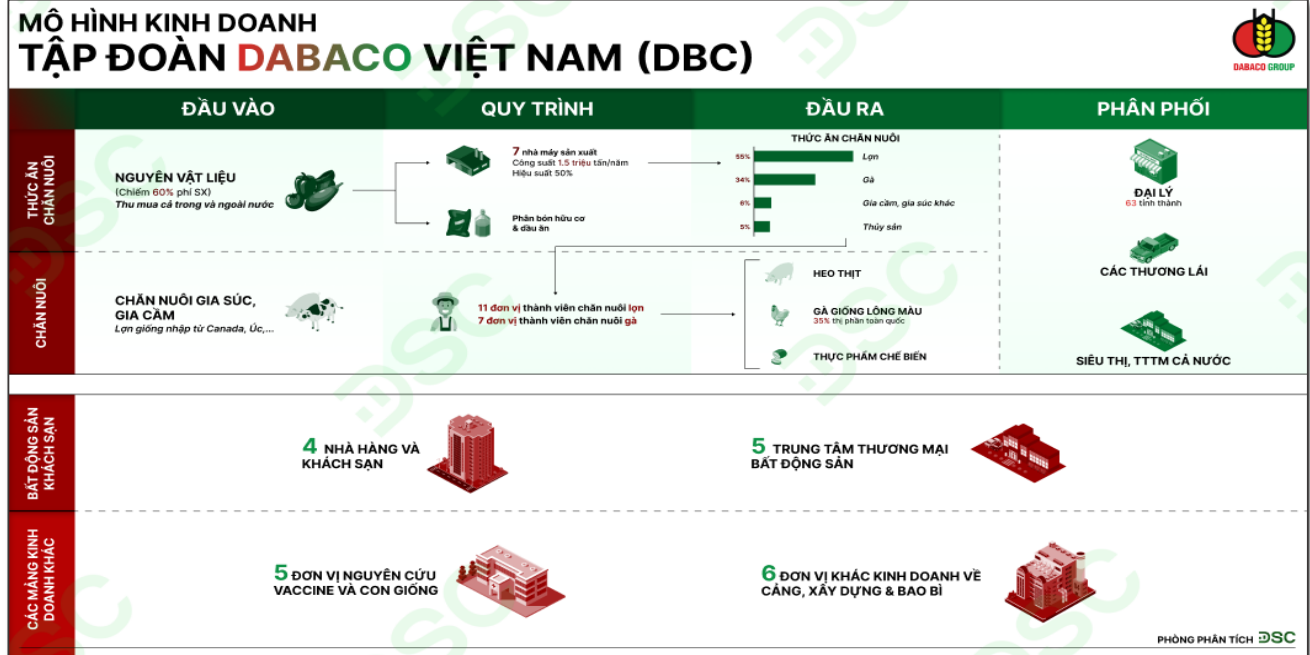 MÔ HÌNH KINH DOANH
TẬP ĐOÀN DABACO VIỆT NAM (DBC)
DABACO GROUP
ĐẦU VÀO
QUY TRÌNH
ĐẦU RA
PHÂN PHỐI
THỨC ĂN
CHĂN NUÔI
NGUYÊN VẬT LIỆU
(Chiếm 60% phí SX)
Thu mua cả trong và ngoài nước
7 nhà máy sản xuất
Công suất 1.5 triệu tấn/năm
Hiệu suất 50%
Phân bón hữu cơ
& dầu ăn
THỨC ĂN CHĂN NUÔI
55% Lợn
34% Gà
6% Gia cầm, gia súc khác
5% Thủy sản
ĐẠI LÝ
63 tỉnh thành
CÁC THƯƠNG LÁI
SIÊU THỊ, TTTM CẢ NƯỚC
CHĂN NUÔI
CHĂN NUÔI GIA SÚC,
GIA CẦM
Lợn giống nhập từ Canada, Úc,...
11 đơn vị thành viên chăn nuôi lợn
7 đơn vị thành viên chăn nuôi gà
HEO THỊT
GÀ GIỐNG LÔNG MÀU
35% thị phần toàn quốc
THỰC PHẨM CHẾ BIẾN
BẤT ĐỘNG SẢN
KHÁCH SẠN
4 NHÀ HÀNG VÀ
KHÁCH SẠN
5 TRUNG TÂM THƯƠNG MẠI
BẤT ĐỘNG SẢN
CÁC MẢNG KINH
DOANH KHÁC
5 ĐƠN VỊ NGUYÊN CỨU
VACCINE VÀ CON GIỐNG
6 ĐƠN VỊ KHÁC KINH DOANH VỀ
CẢNG, XÂY DỰNG & BAO BÌ
PHÒNG PHÂN TÍCH DSC